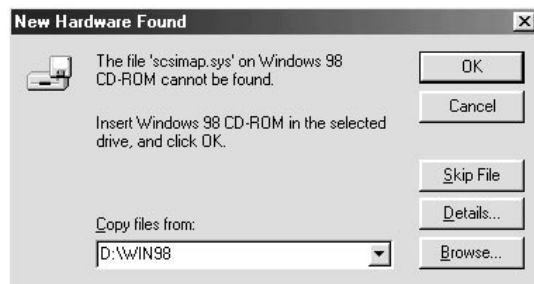 New Hardware Found
The file 'scsimap.sys' on Windows 98
CD-ROM cannot be found.
Insert Windows 98 CD-ROM in the selected
drive, and click OK.
Copy files from:
D:\WIN98
OK
Cancel
Skip File
Details...
Browse...